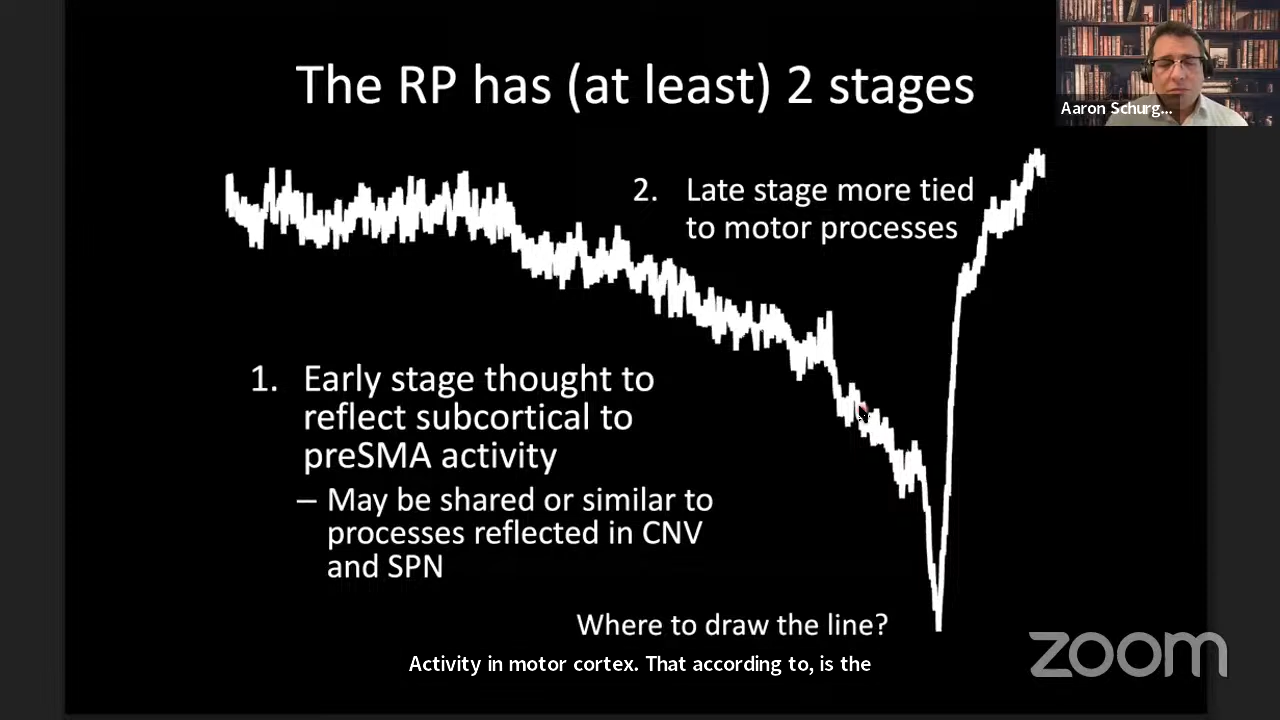 The RP has (at least) 2 stages
Aaron Schurg...
2. Late stage more tied
to motor processes
1. Early stage thought to
reflect subcortical to
preSMA activity
– May be shared or similar to
processes reflected in CNV
and SPN
Where to draw the line?
Activity in motor cortex. That according to, is the
zoom